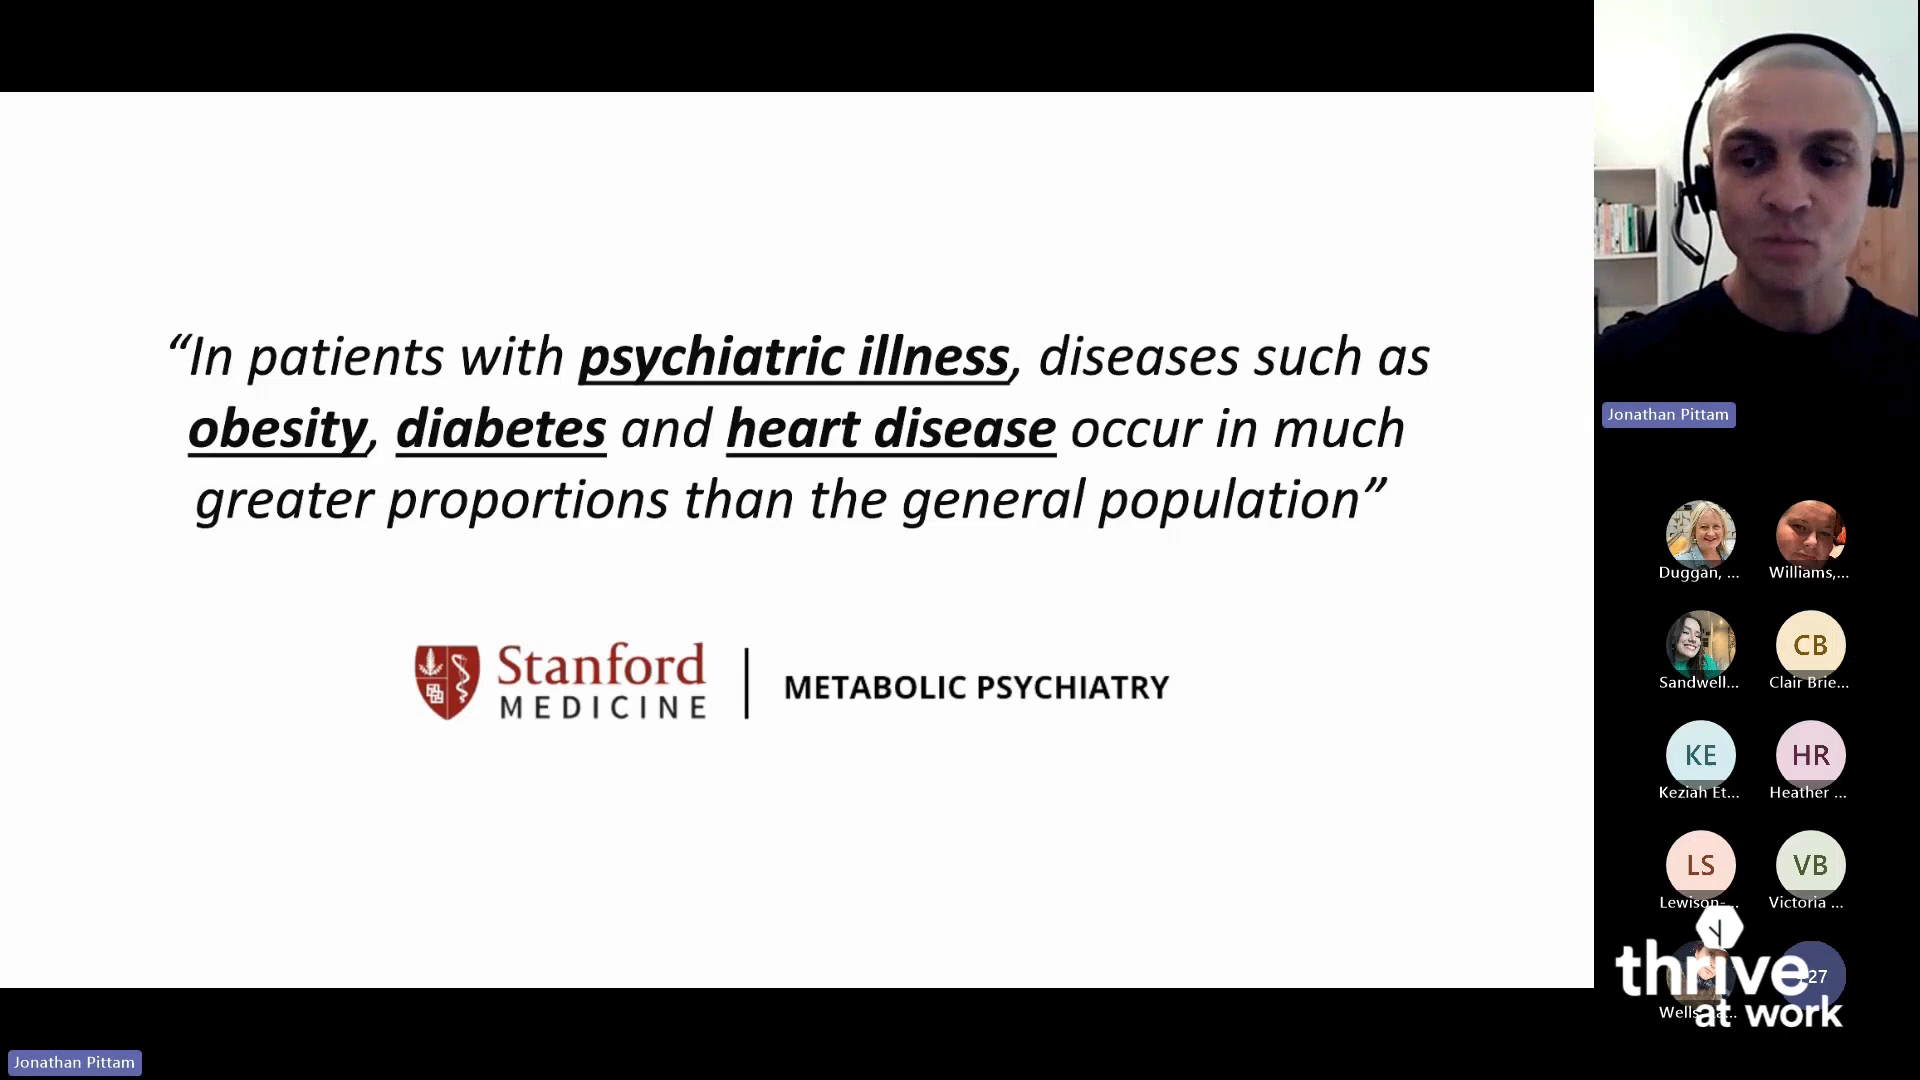 “In patients with psychiatric illness, diseases such as
obesity, diabetes and heart disease occur in much
greater proportions than the general population”
Stanford
MEDICINE
METABOLIC PSYCHIATRY
Jonathan Pittam
Duggan, ...
Williams,...
Sandwell...
CB
Clair Brie...
KE
Keziah Et...
HR
Heather ...
LS
Lewison-...
VB
Victoria ...
27
Wells
thrive
at work
Jonathan Pittam